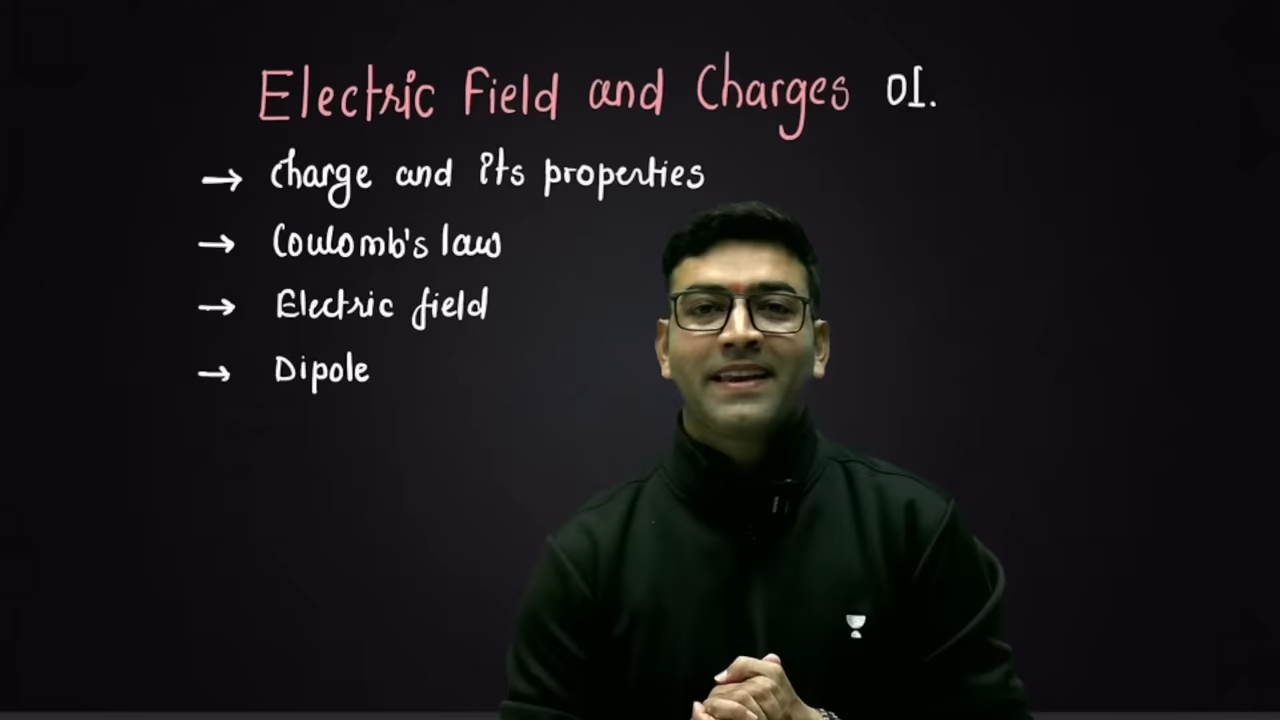 Electric Field and Charges 01.
→ Charge and its properties
→ Coulomb's law
→ Electric field
→ Dipole